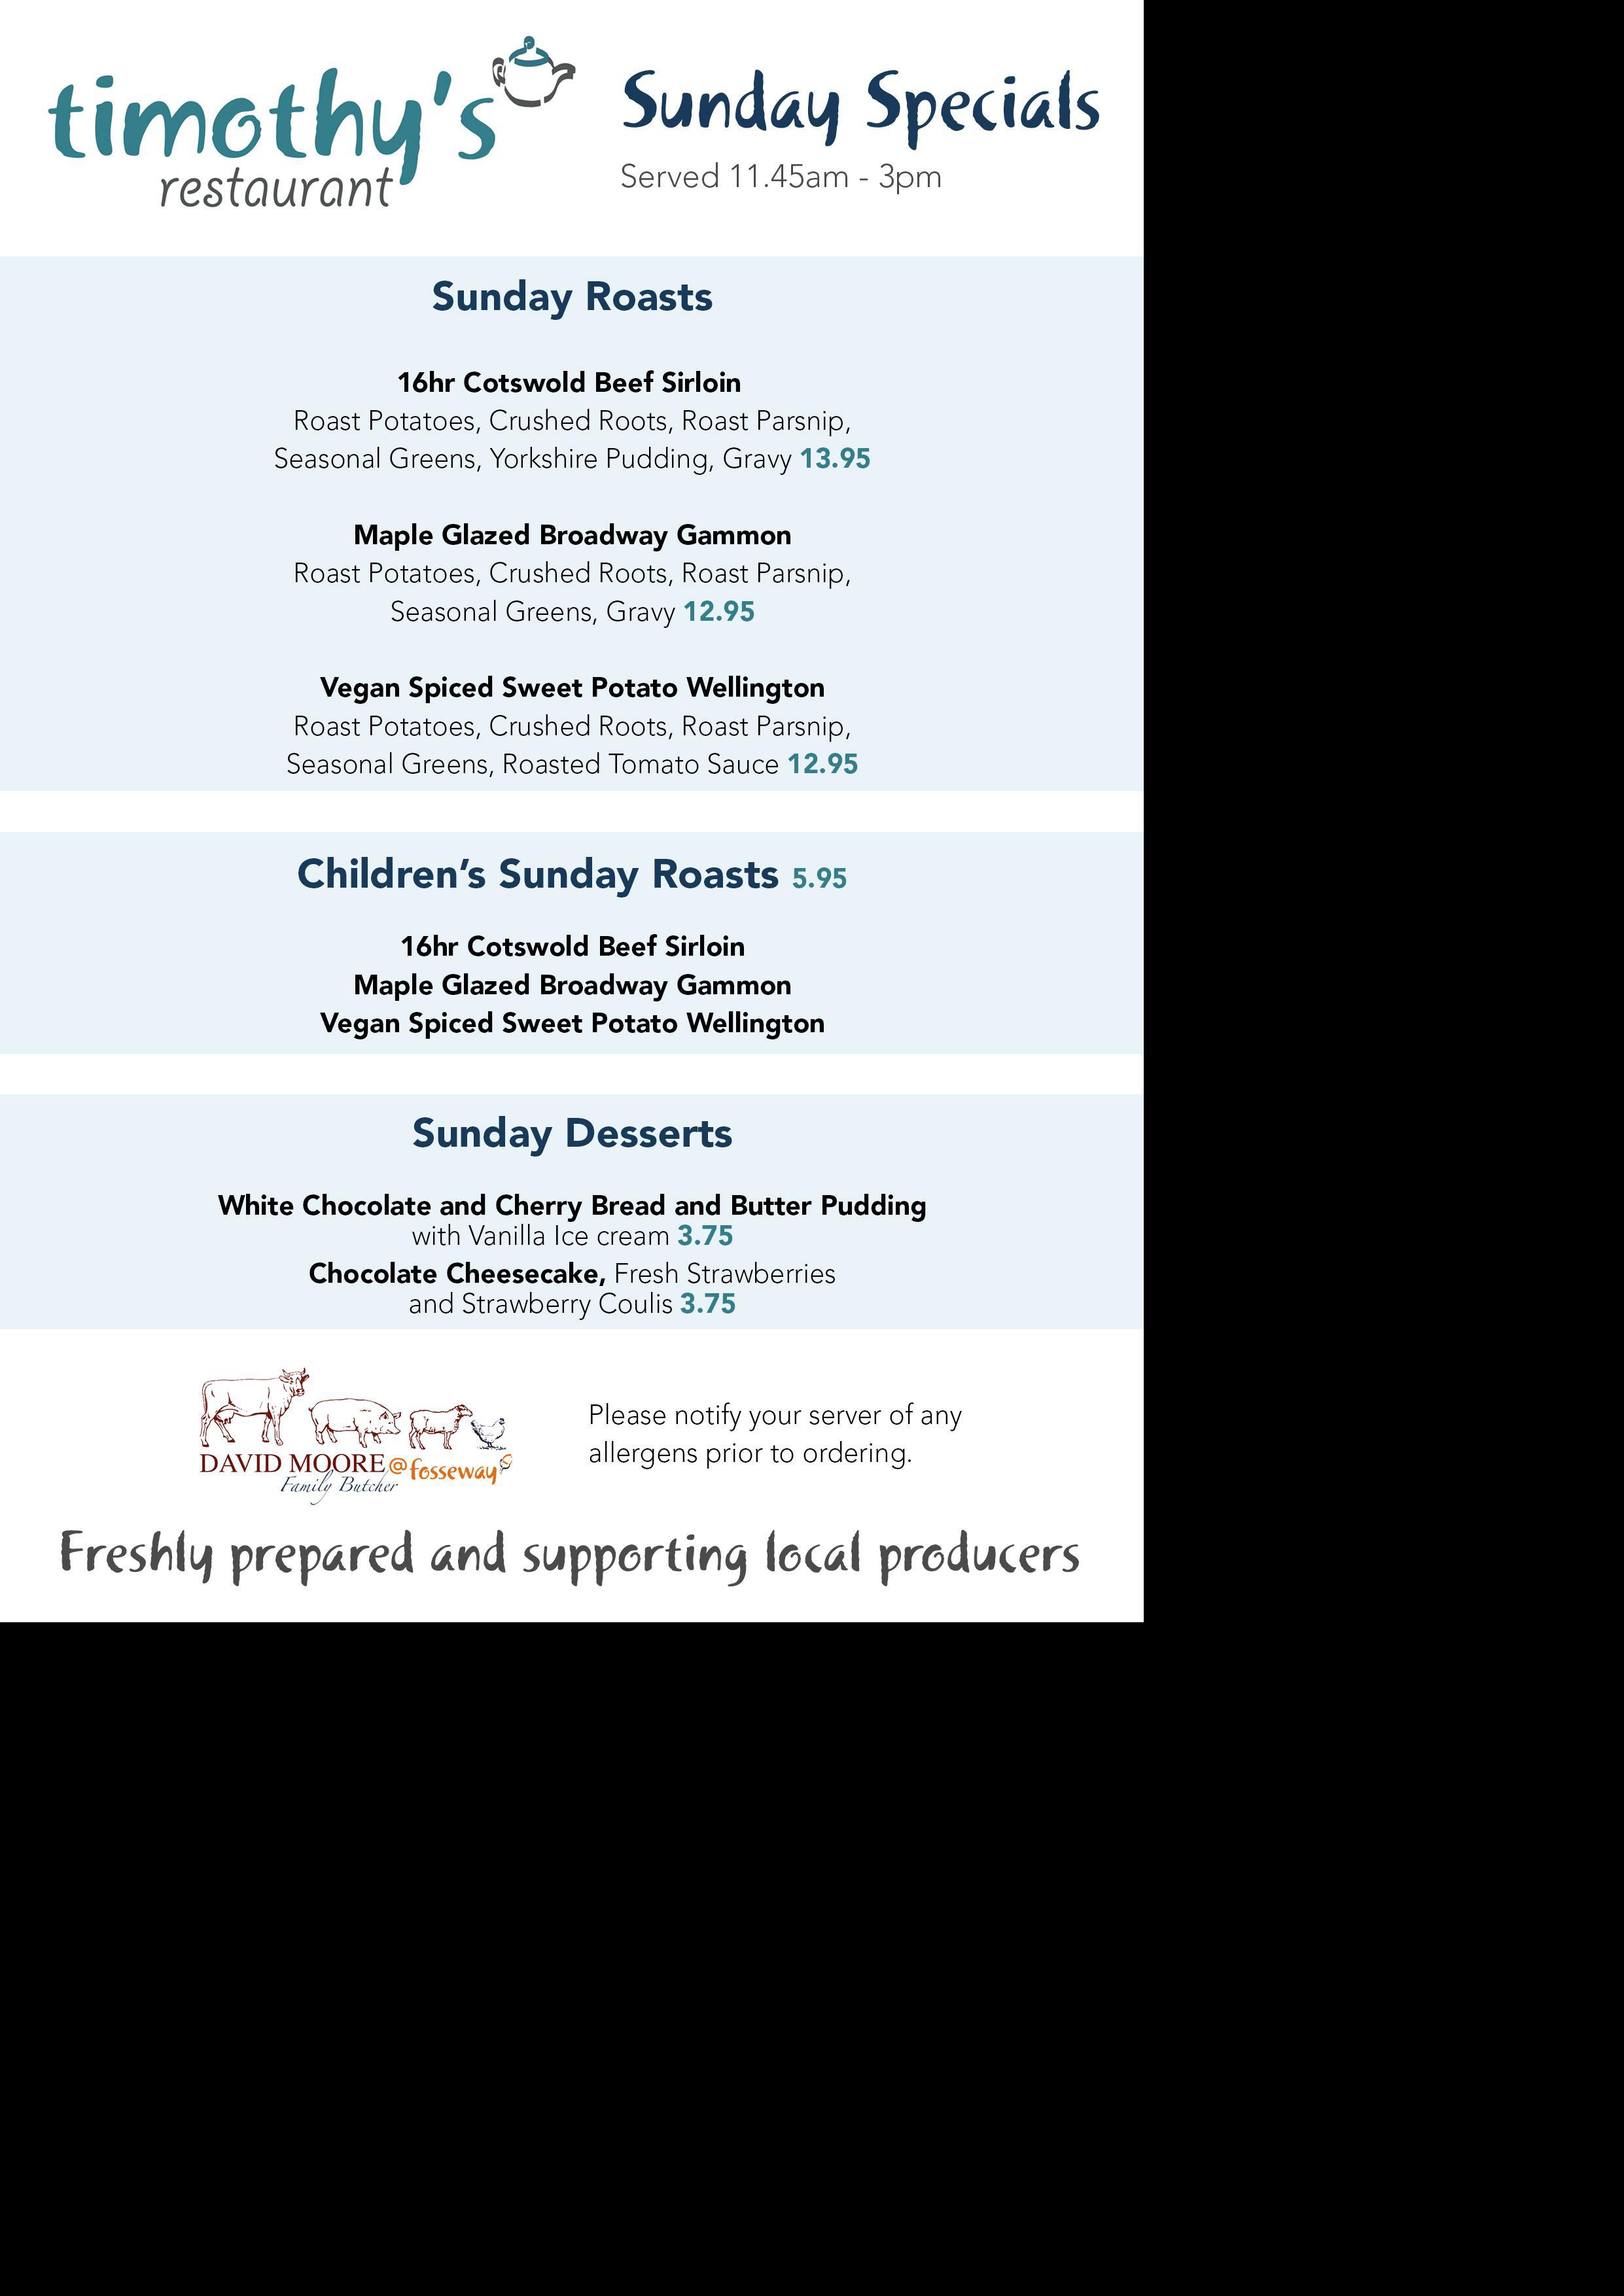 timothy's
restaurant
Sunday Specials
Served 11.45am - 3pm
Sunday Roasts
16hr Cotswold Beef Sirloin
Roast Potatoes, Crushed Roots, Roast Parsnip,
Seasonal Greens, Yorkshire Pudding, Gravy 13.95
Maple Glazed Broadway Gammon
Roast Potatoes, Crushed Roots, Roast Parsnip,
Seasonal Greens, Gravy 12.95
Vegan Spiced Sweet Potato Wellington
Roast Potatoes, Crushed Roots, Roast Parsnip,
Seasonal Greens, Roasted Tomato Sauce 12.95
Children’s Sunday Roasts 5.95
16hr Cotswold Beef Sirloin
Maple Glazed Broadway Gammon
Vegan Spiced Sweet Potato Wellington
Sunday Desserts
White Chocolate and Cherry Bread and Butter Pudding
with Vanilla Ice cream 3.75
Chocolate Cheesecake, Fresh Strawberries
and Strawberry Coulis 3.75
DAVID MOORE@fosseway
Family Butcher
Please notify your server of any
allergens prior to ordering.
Freshly prepared and supporting local producers